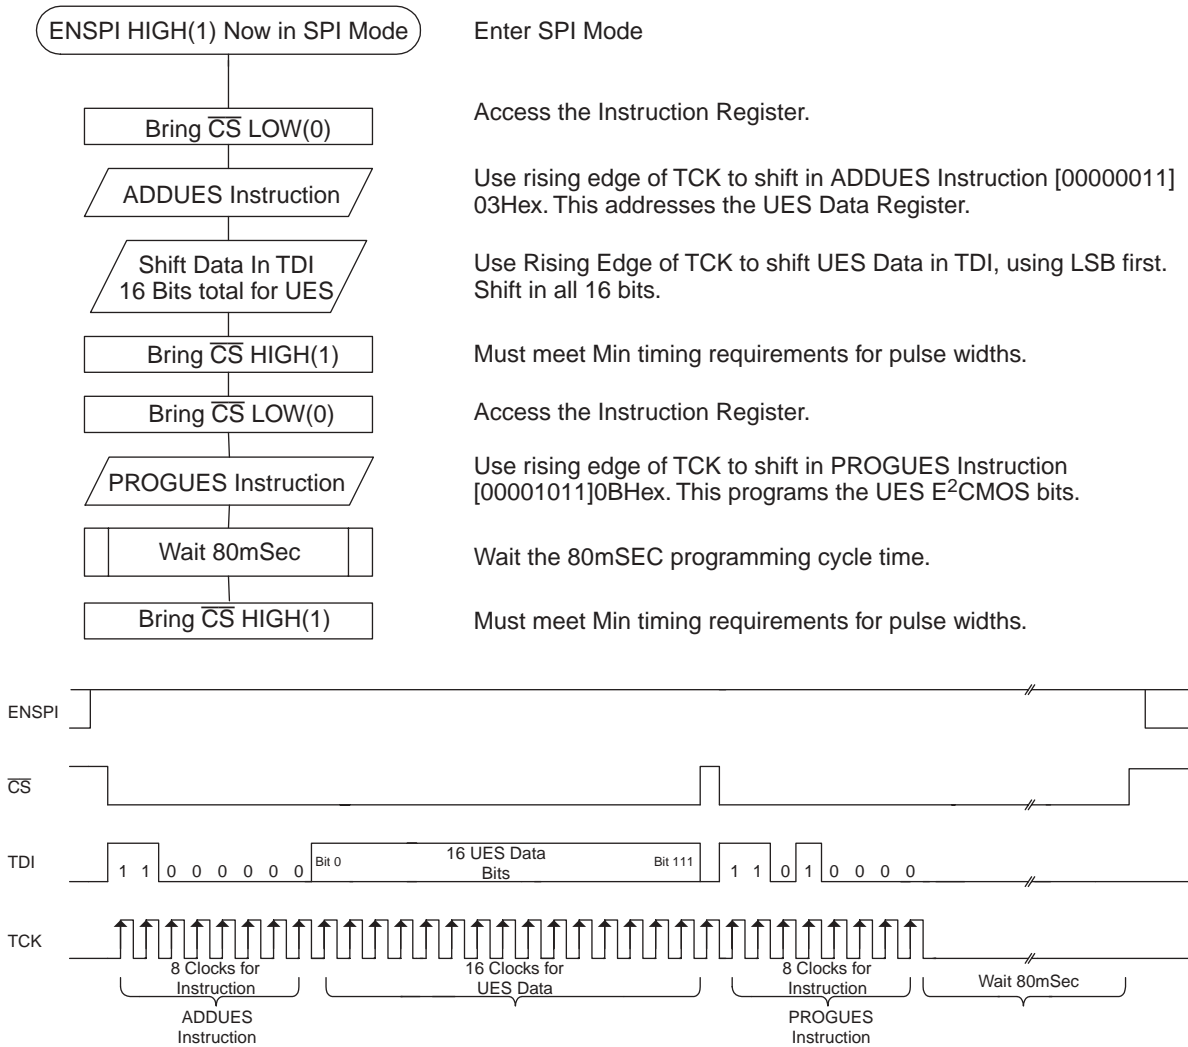 ENSPI HIGH(1) Now in SPI Mode
Enter SPI Mode
Bring C̅S̅ LOW(0)
Access the Instruction Register.
ADDUES Instruction
Use rising edge of TCK to shift in ADDUES Instruction [00000011]
03Hex. This addresses the UES Data Register.
Shift Data In TDI
16 Bits total for UES
Use Rising Edge of TCK to shift UES Data in TDI, using LSB first.
Shift in all 16 bits.
Bring C̅S̅ HIGH(1)
Must meet Min timing requirements for pulse widths.
Bring C̅S̅ LOW(0)
Access the Instruction Register.
PROGUES Instruction
Use rising edge of TCK to shift in PROGUES Instruction
[00001011]0BHex. This programs the UES E²CMOS bits.
Wait 80mSec
Wait the 80mSEC programming cycle time.
Bring C̅S̅ HIGH(1)
Must meet Min timing requirements for pulse widths.
ENSPI
C̅S̅
TDI
1 1 0 0 0 0 0 0
Bit 0
16 UES Data
Bits
Bit 111
1 1 0 1 0 0 0 0
TCK
8 Clocks for
Instruction
16 Clocks for
UES Data
8 Clocks for
Instruction
Wait 80mSec
ADDUES
Instruction
PROGUES
Instruction